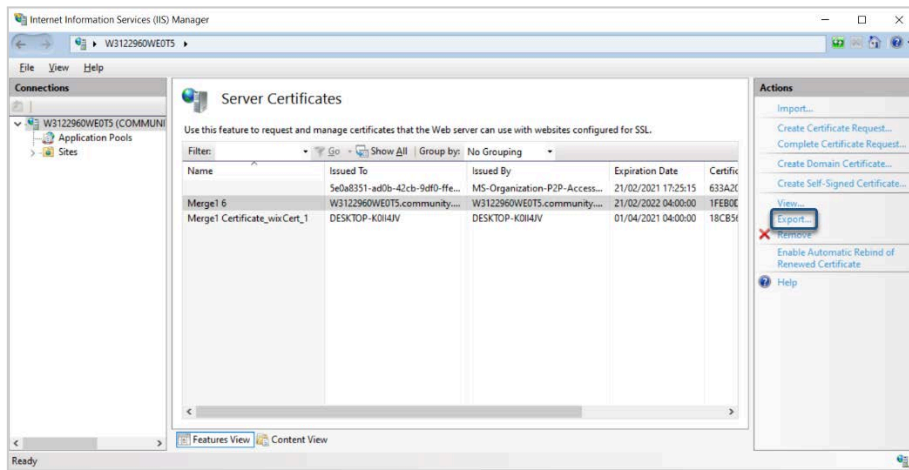 Internet Information Services (IIS) Manager
W3122960WE0T5
File View Help
Connections
W3122960WE0T5 (COMMUNI
Application Pools
Sites
Server Certificates
Use this feature to request and manage certificates that the Web server can use with websites configured for SSL.
Filter: Go Show All Group by: No Grouping
Name Issued To Issued By Expiration Date Certific
5e0a8351-ad0b-42cb-9df0-ffe... MS-Organization-P2P-Access... 21/02/2021 17:25:15 633A2C
Merge1 6 W3122960WE0T5.community.... W3122960WE0T5.community.... 21/02/2022 04:00:00 1FEB0E
Merge1 Certificate_wixCert_1 DESKTOP-K0II4JV DESKTOP-K0II4JV 01/04/2021 04:00:00 18CB5f
Features View Content View
Ready
Actions
Import...
Create Certificate Request...
Complete Certificate Request...
Create Domain Certificate...
Create Self-Signed Certificate...
View...
Export...
Remove
Enable Automatic Rebind of
Renewed Certificate
Help